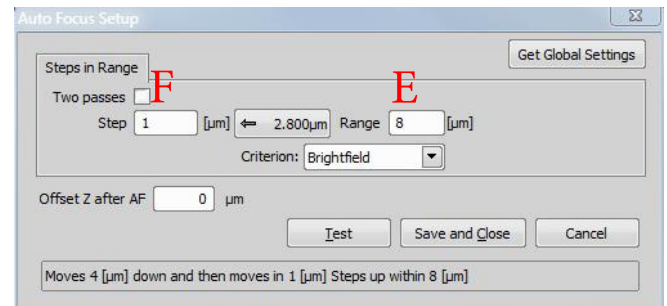 Auto Focus Setup
Get Global Settings
Steps in Range
Two passes F E
Step 1 [µm] 2.800µm Range 8 [µm]
Criterion: Brightfield
Offset Z after AF 0 µm
Test Save and Close Cancel
Moves 4 [µm] down and then moves in 1 [µm] Steps up within 8 [µm]